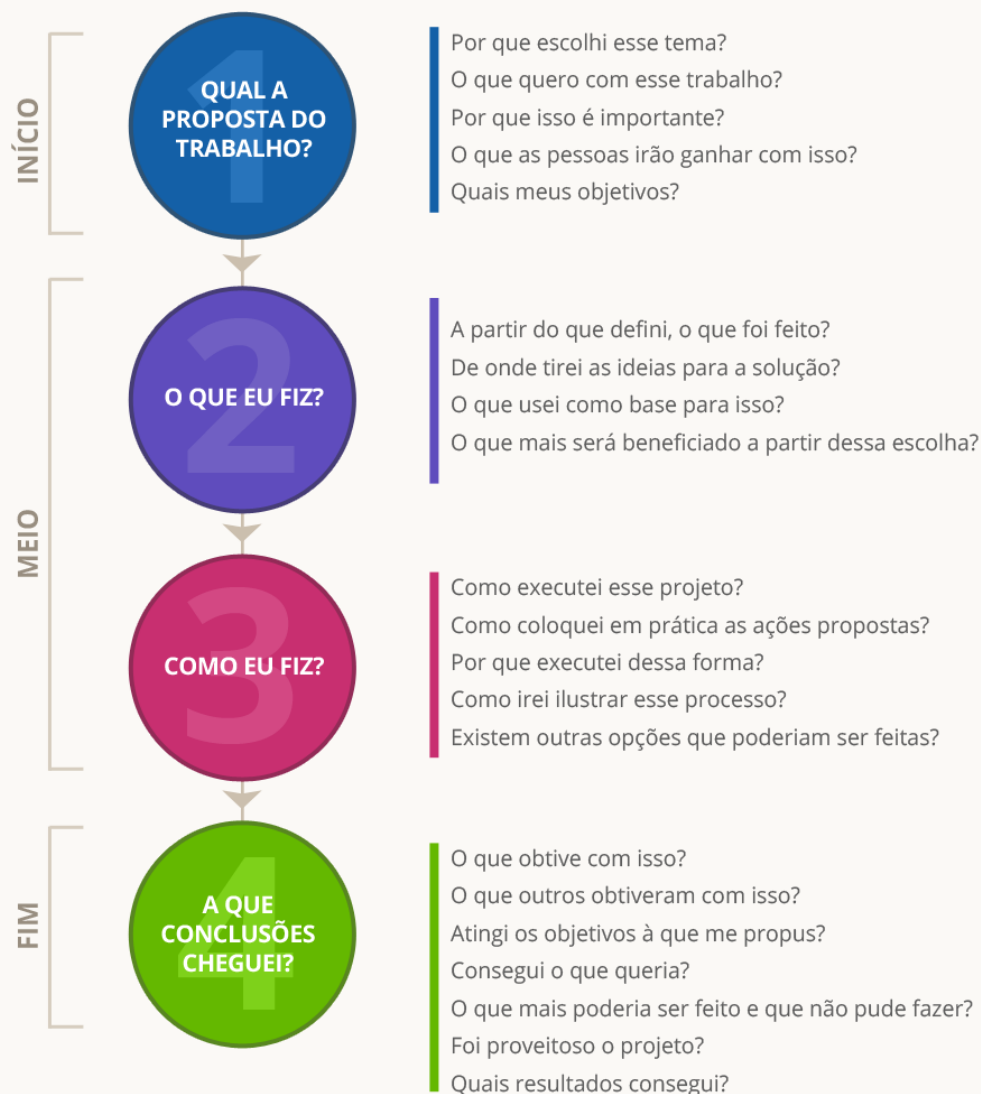 INÍCIO
1
QUAL A
PROPOSTA DO
TRABALHO?
Por que escolhi esse tema?
O que quero com esse trabalho?
Por que isso é importante?
O que as pessoas irão ganhar com isso?
Quais meus objetivos?
MEIO
2
O QUE EU FIZ?
A partir do que defini, o que foi feito?
De onde tirei as ideias para a solução?
O que usei como base para isso?
O que mais será beneficiado a partir dessa escolha?
3
COMO EU FIZ?
Como executei esse projeto?
Como coloquei em prática as ações propostas?
Por que executei dessa forma?
Como irei ilustrar esse processo?
Existem outras opções que poderiam ser feitas?
FIM
4
A QUE
CONCLUSÕES
CHEGUEI?
O que obtive com isso?
O que outros obtiveram com isso?
Atingi os objetivos à que me propus?
Consegui o que queria?
O que mais poderia ser feito e que não pude fazer?
Foi proveitoso o projeto?
Quais resultados consegui?